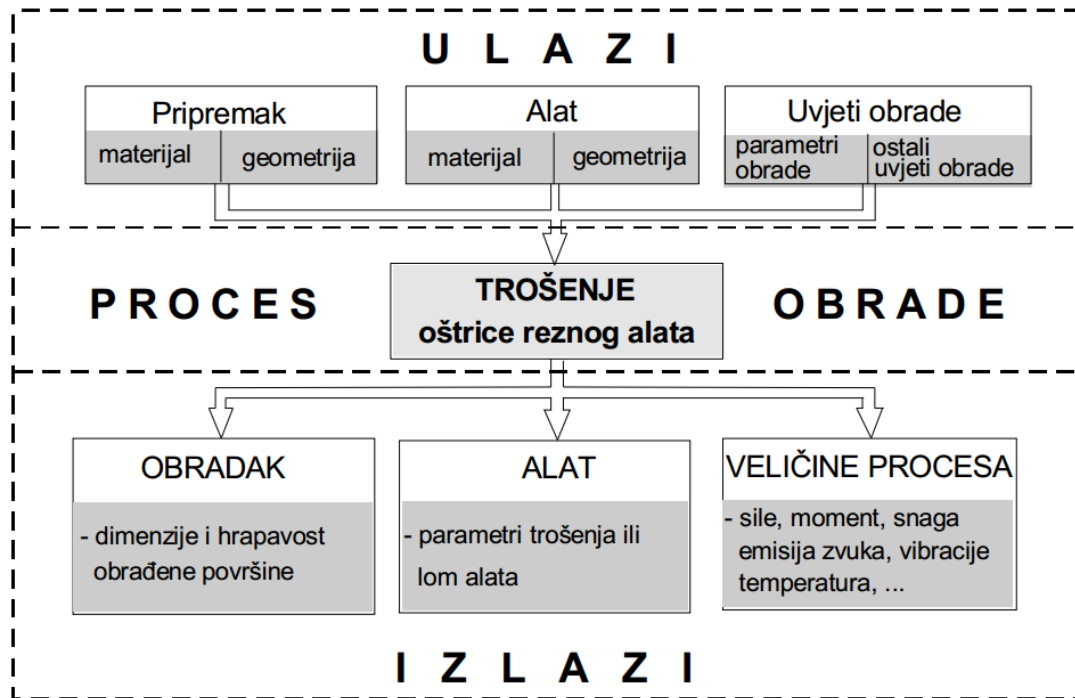 U L A Z I
Pripremak
materijal
geometrija
Alat
materijal
geometrija
Uvjeti obrade
parametri
obrade
ostali
uvjeti obrade
P R O C E S
TROŠENJE
oštrice reznog alata
O B R A D E
OBRADAK
- dimenzije i hrapavost
obrađene površine
ALAT
- parametri trošenja ili
lom alata
VELIČINE PROCESA
- sile, moment, snaga
emisija zvuka, vibracije
temperatura, ...
I Z L A Z I